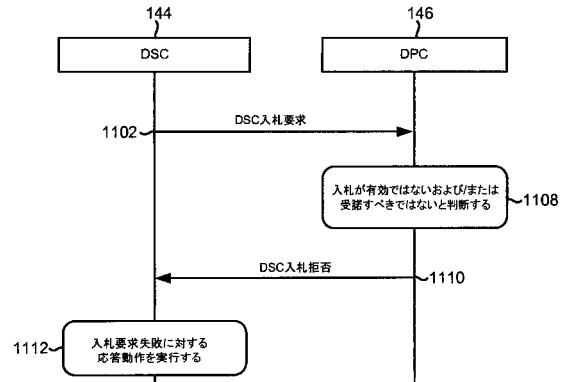 144
146
DSC
DPC
DSC入札要求
1102
入札が有効ではないおよび/または
受諾すべきではないと判断する
1108
DSC入札拒否
1110
入札要求失敗に対する
応答動作を実行する
1112